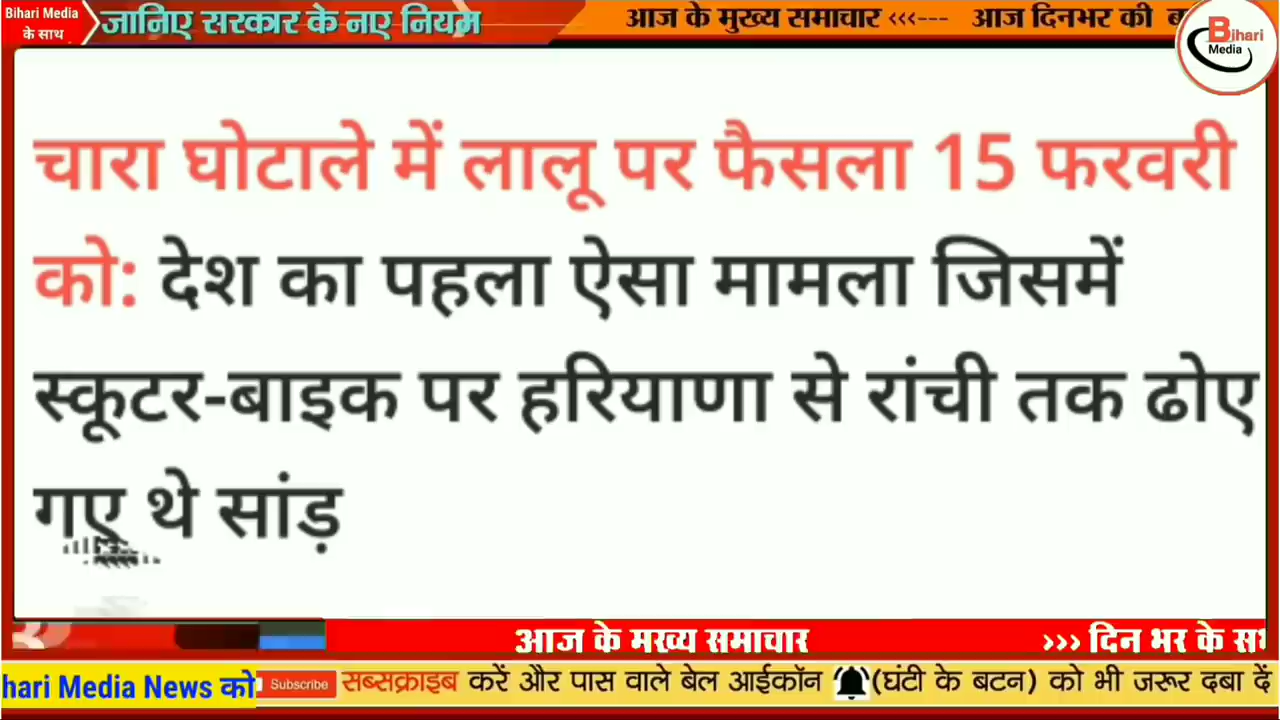 Bihari Media
के साथ
जानिए सरकार के नए नियम
आज के मुख्य समाचार <<<--- आज दिनभर की
Bihari
Media
चारा घोटाले में लालू पर फैसला 15 फरवरी
को: देश का पहला ऐसा मामला जिसमें
स्कूटर-बाइक पर हरियाणा से रांची तक ढोए
गए थे सांड़
आज के मुख्य समाचार >>> दिन भर के
hari Media News को Subscribe सब्सक्राइब करें और पास वाले बेल आईकॉन (घंटी के बटन) को भी जरूर दबा दें